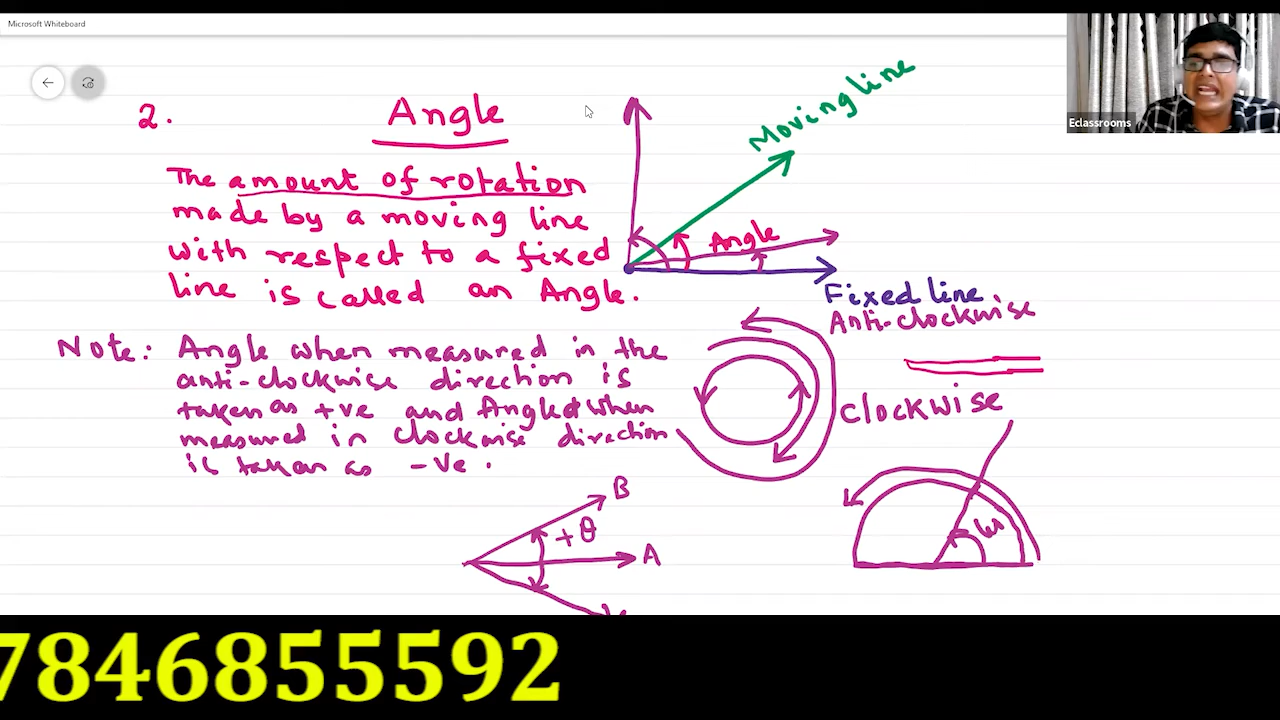 Microsoft Whiteboard
Eclassrooms
2.
Angle
The amount of rotation
made by a moving line
with respect to a fixed
line is called an Angle.
Moving line
Angle
Fixed line
Anti-clockwise
Note: Angle when measured in the
anti-clockwise direction is
taken as +ve and Angle when
measured in clockwise direction
is taken as -ve.
clockwise
B
+θ
A
7846855592